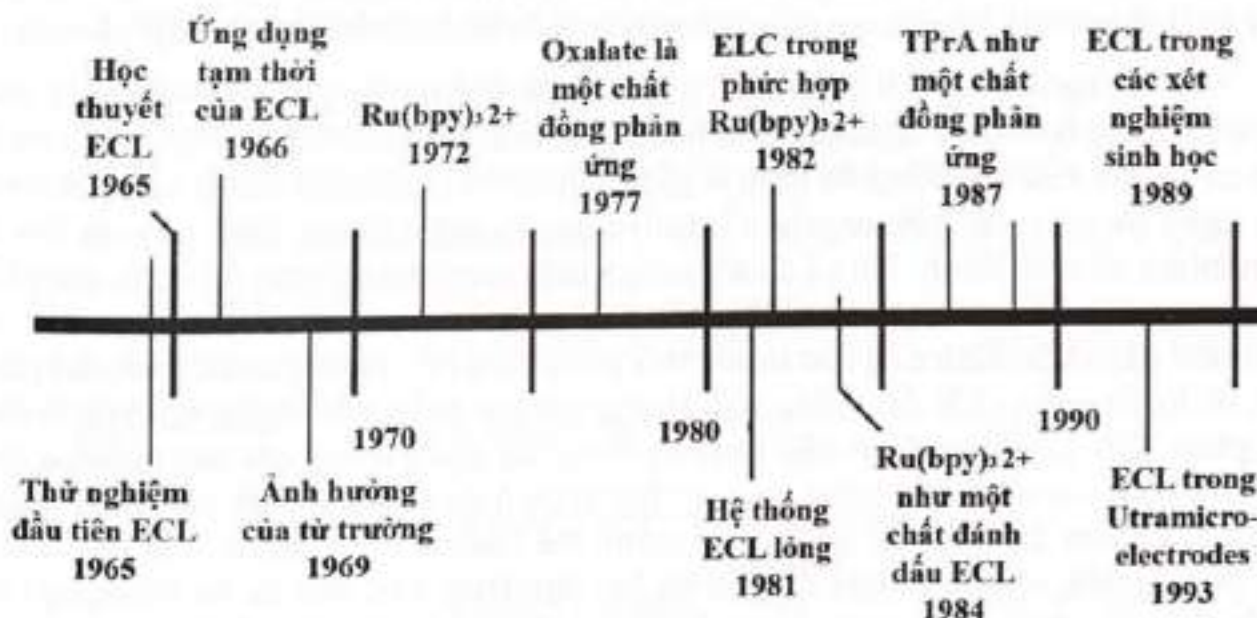 Học
thuyết
ECL
1965
Ứng dụng
tạm thời
của ECL
1966
Ru(bpy)₃2+
1972
Oxalate là
một chất
đồng phản
ứng
1977
ELC trong
phức hợp
Ru(bpy)₃2+
1982
TPrA như
một chất
đồng phản
ứng
1987
ECL trong
các xét
nghiệm
sinh học
1989
Thử nghiệm
đầu tiên ECL
1965
Ảnh hưởng
của từ trường
1969
1970
1980
Hệ thống
ECL lỏng
1981
Ru(bpy)₃2+
như một
chất đánh
dấu ECL
1984
1990
ECL trong
Utramicro-
electrodes
1993